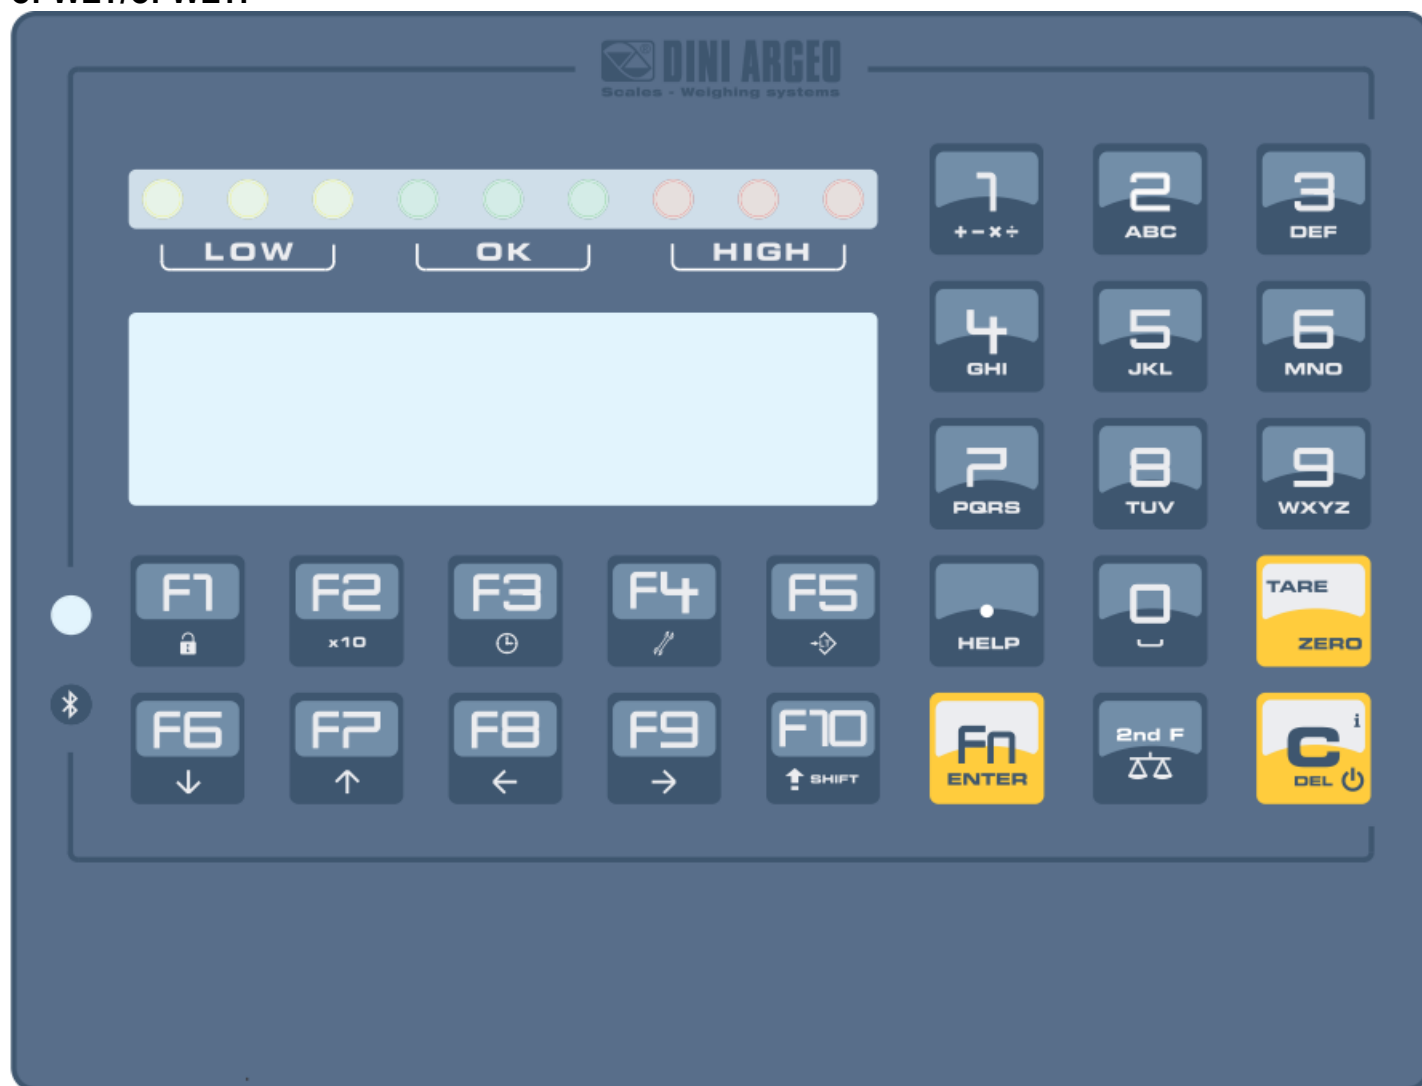 DINI ARGEO
Scales - Weighing systems
LOW OK HIGH
1 2 3
+-×÷ ABC DEF
4 5 6
GHI JKL MNO
7 8 9
PQRS TUV WXYZ
F1 F2 F3 F4 F5 . 0 TARE
x10 LT HELP ZERO
F6 F7 F8 F9 F10 Fn 2nd F C i
SHIFT ENTER DEL